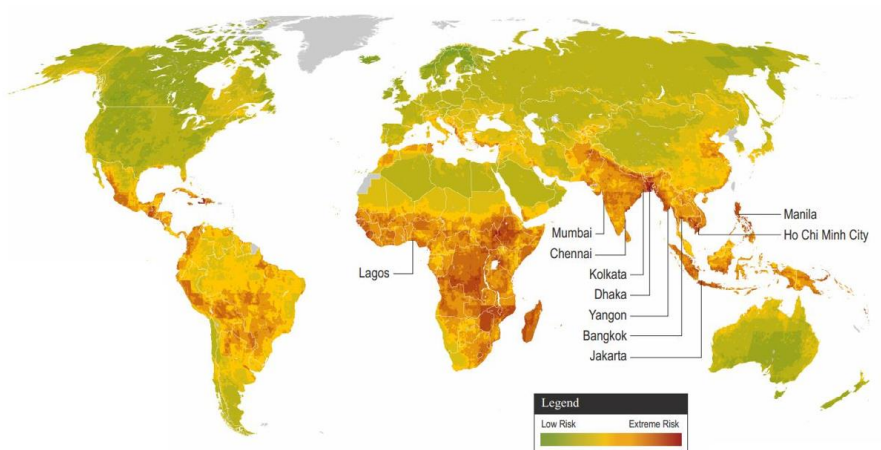 Manila
Mumbai
Ho Chi Minh City
Chennai
Lagos
Kolkata
Dhaka
Yangon
Bangkok
Jakarta
Legend
Low Risk Extreme Risk